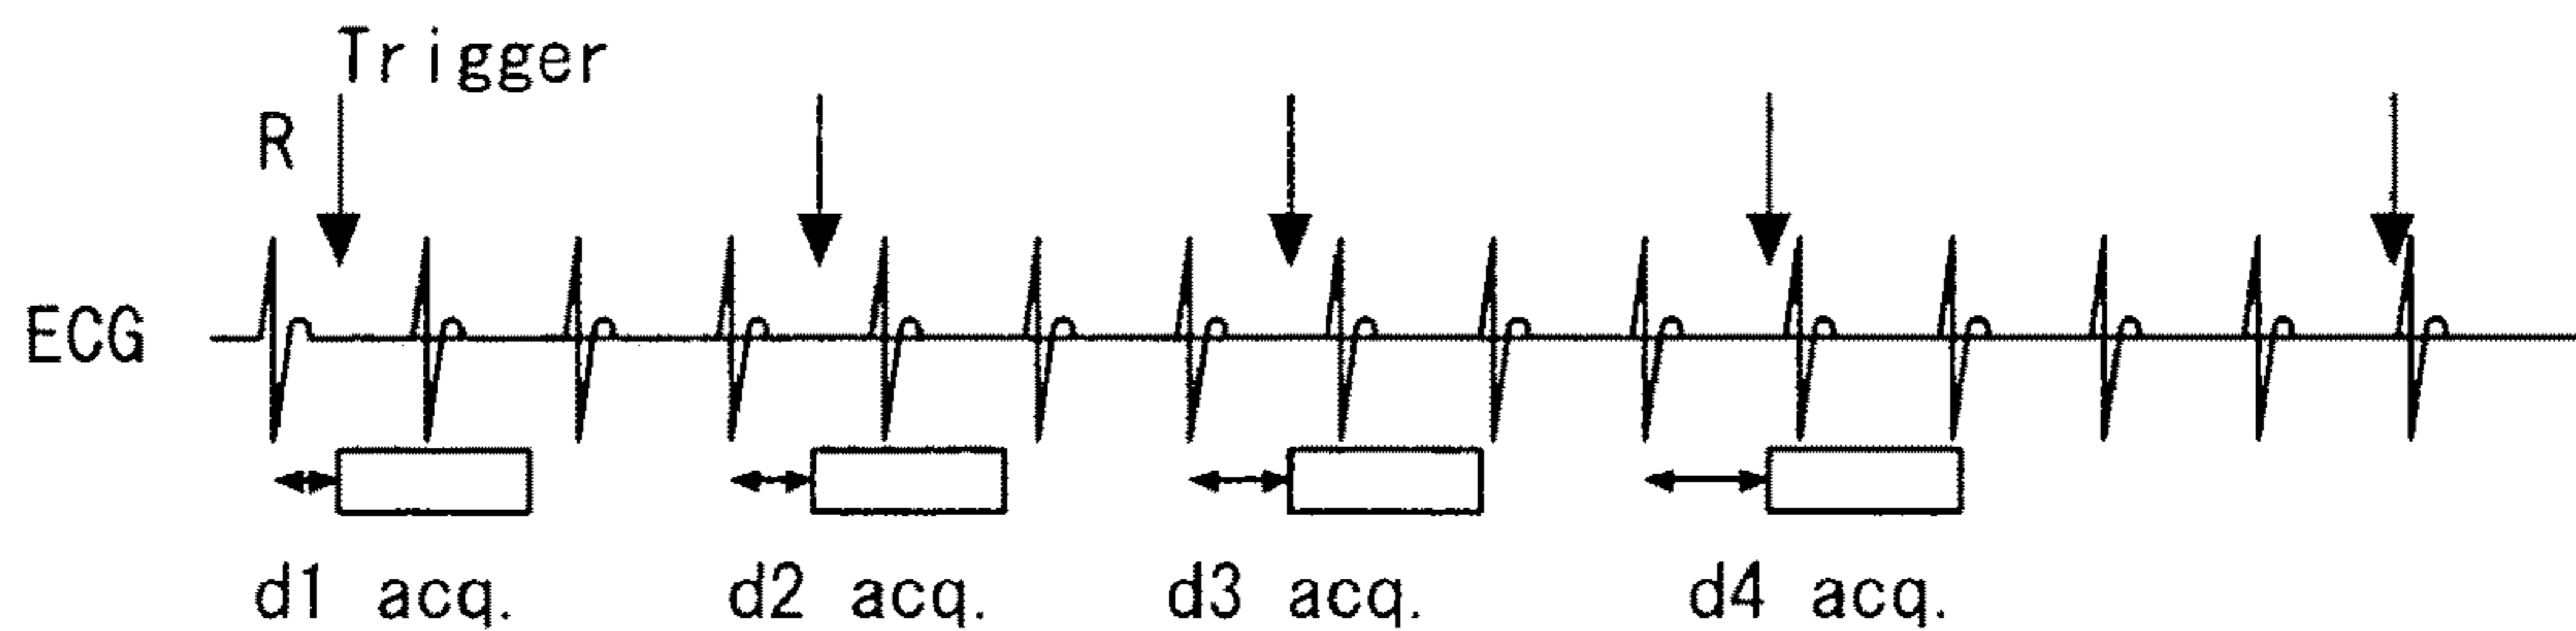 Trigger
R
ECG
d1 acq. d2 acq. d3 acq. d4 acq.